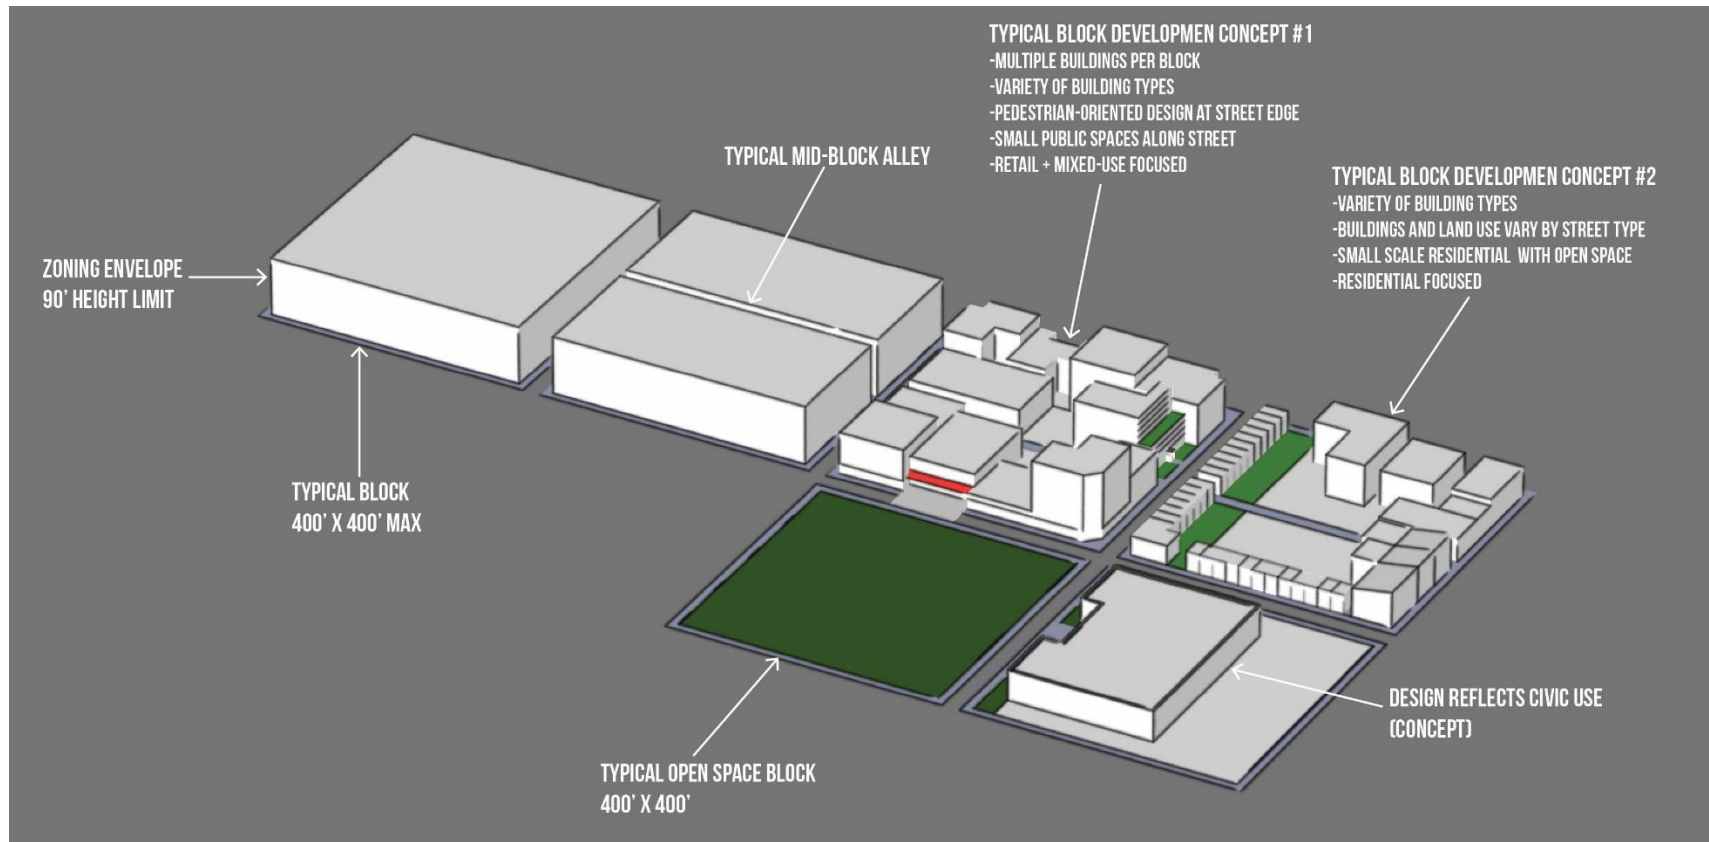 TYPICAL BLOCK DEVELOPMEN CONCEPT #1
-MULTIPLE BUILDINGS PER BLOCK
-VARIETY OF BUILDING TYPES
-PEDESTRIAN-ORIENTED DESIGN AT STREET EDGE
-SMALL PUBLIC SPACES ALONG STREET
-RETAIL + MIXED-USE FOCUSED
TYPICAL MID-BLOCK ALLEY
TYPICAL BLOCK DEVELOPMEN CONCEPT #2
-VARIETY OF BUILDING TYPES
-BUILDINGS AND LAND USE VARY BY STREET TYPE
-SMALL SCALE RESIDENTIAL WITH OPEN SPACE
-RESIDENTIAL FOCUSED
ZONING ENVELOPE
90' HEIGHT LIMIT
TYPICAL BLOCK
400' X 400' MAX
DESIGN REFLECTS CIVIC USE
(CONCEPT)
TYPICAL OPEN SPACE BLOCK
400' X 400'